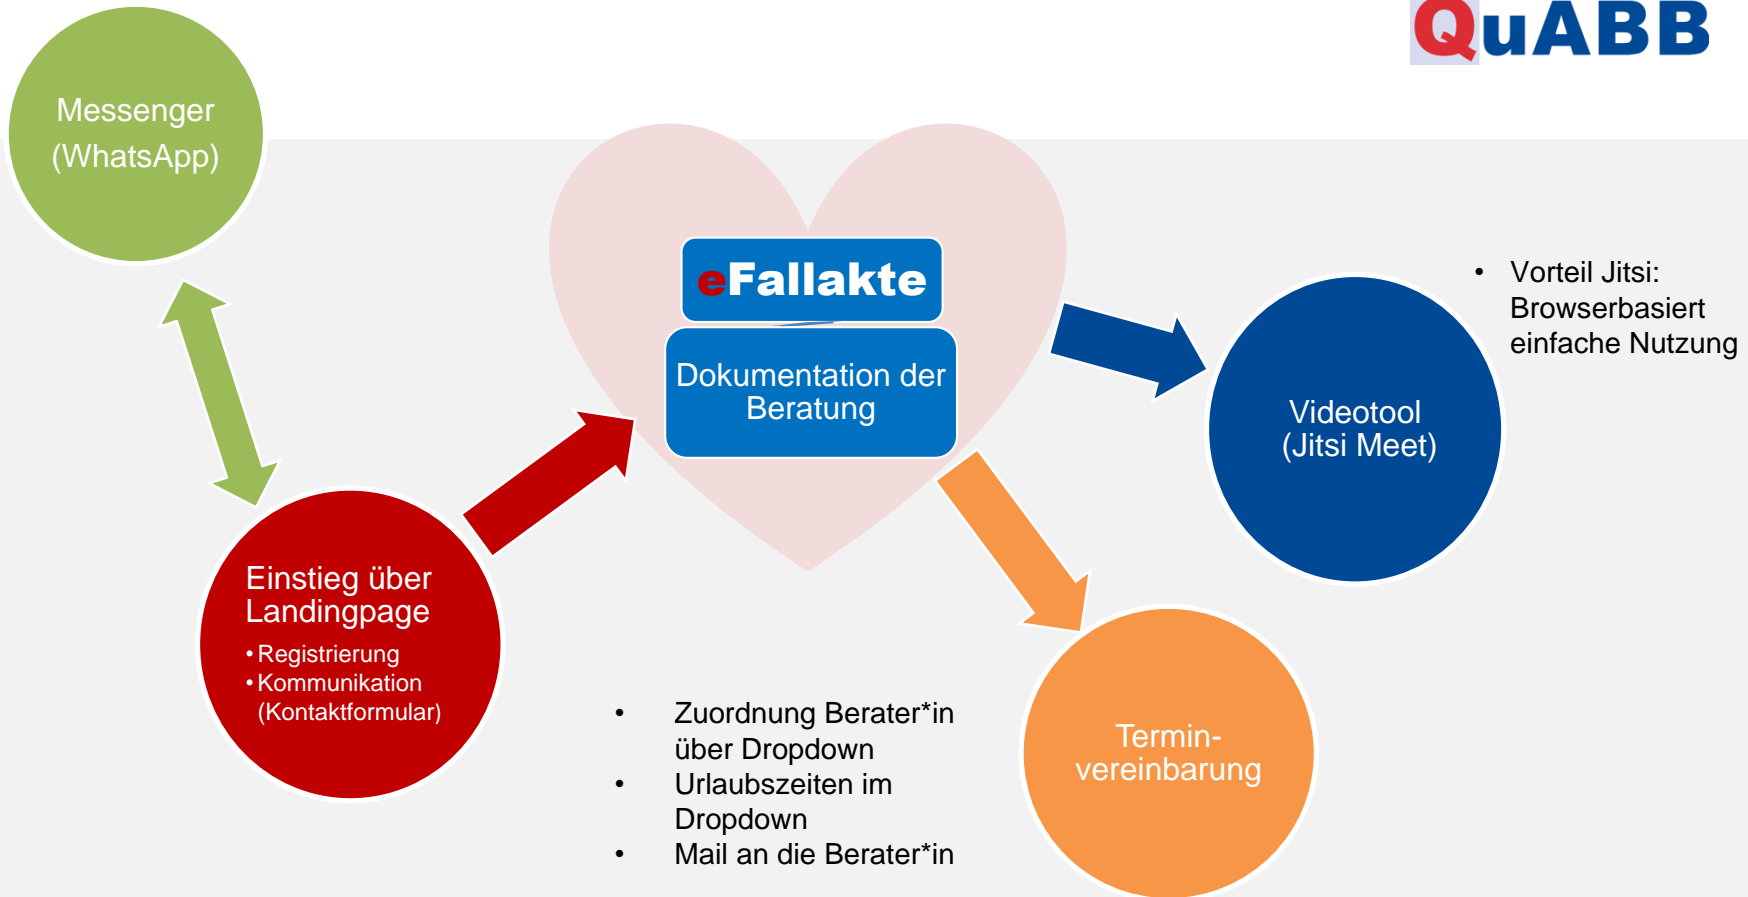 QuABB
Messenger
(WhatsApp)
eFallakte
Dokumentation der
Beratung
• Vorteil Jitsi:
Browserbasiert
einfache Nutzung
Videotool
(Jitsi Meet)
Einstieg über
Landingpage
• Registrierung
• Kommunikation
(Kontaktformular)
• Zuordnung Berater*in
über Dropdown
• Urlaubszeiten im
Dropdown
• Mail an die Berater*in
Termin-
vereinbarung